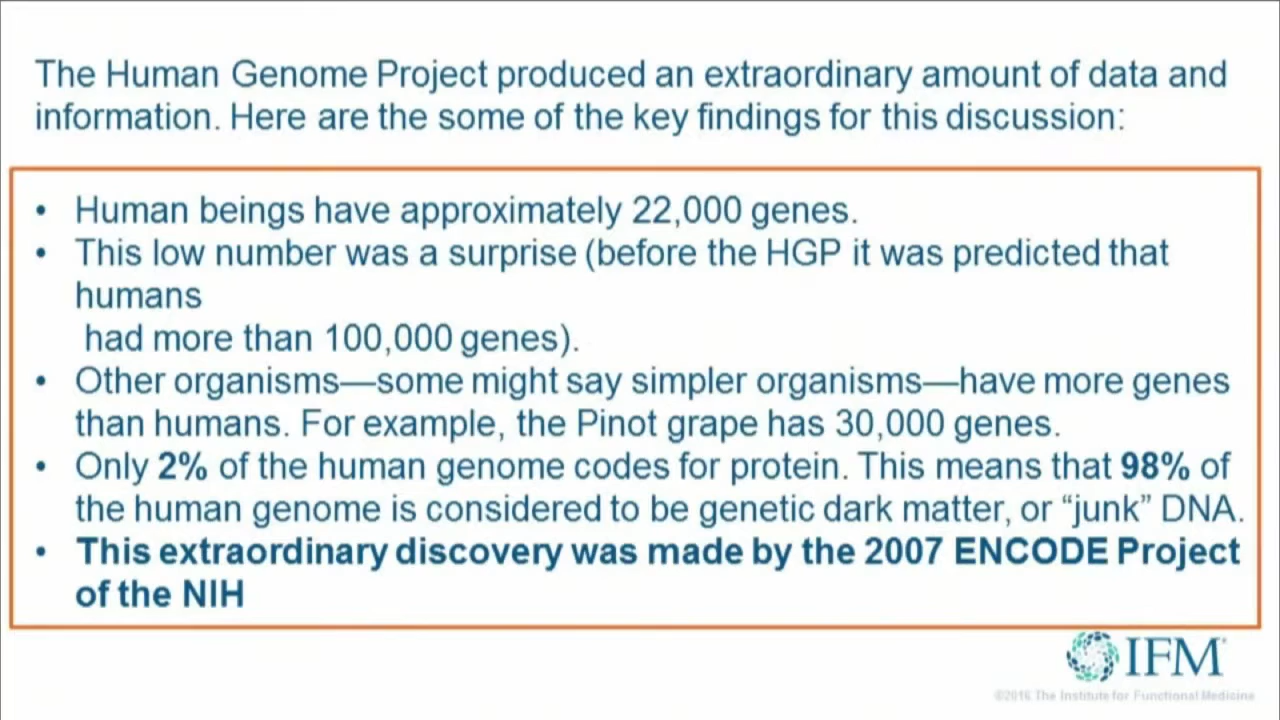 The Human Genome Project produced an extraordinary amount of data and
information. Here are the some of the key findings for this discussion:
• Human beings have approximately 22,000 genes.
• This low number was a surprise (before the HGP it was predicted that
humans
had more than 100,000 genes).
• Other organisms—some might say simpler organisms—have more genes
than humans. For example, the Pinot grape has 30,000 genes.
• Only 2% of the human genome codes for protein. This means that 98% of
the human genome is considered to be genetic dark matter, or “junk” DNA.
• This extraordinary discovery was made by the 2007 ENCODE Project
of the NIH
IFM
©2016 The Institute for Functional Medicine